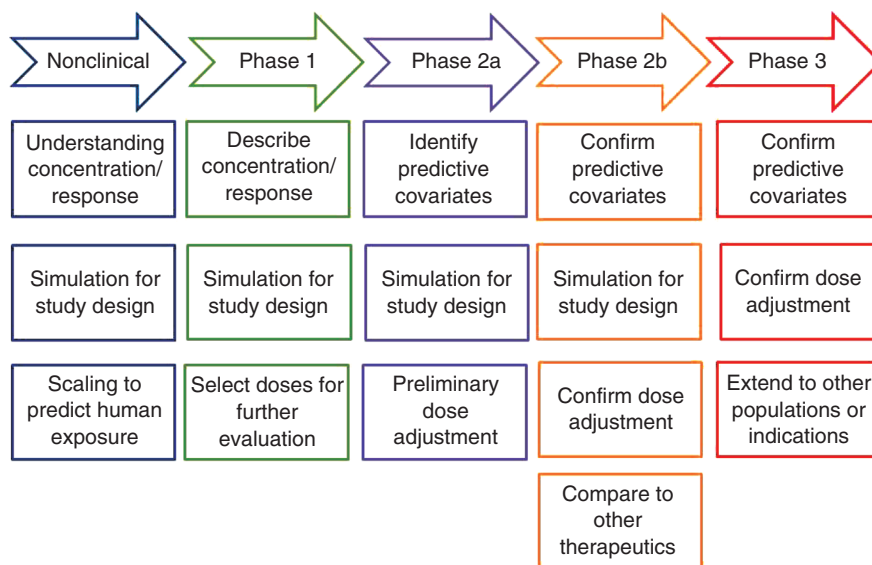 Nonclinical
Phase 1
Phase 2a
Phase 2b
Phase 3
Understanding
concentration/
response
Describe
concentration/
response
Identify
predictive
covariates
Confirm
predictive
covariates
Confirm
predictive
covariates
Simulation for
study design
Simulation for
study design
Simulation for
study design
Simulation for
study design
Confirm dose
adjustment
Scaling to
predict human
exposure
Select doses for
further
evaluation
Preliminary
dose
adjustment
Confirm dose
adjustment
Extend to other
populations or
indications
Compare to
other
therapeutics